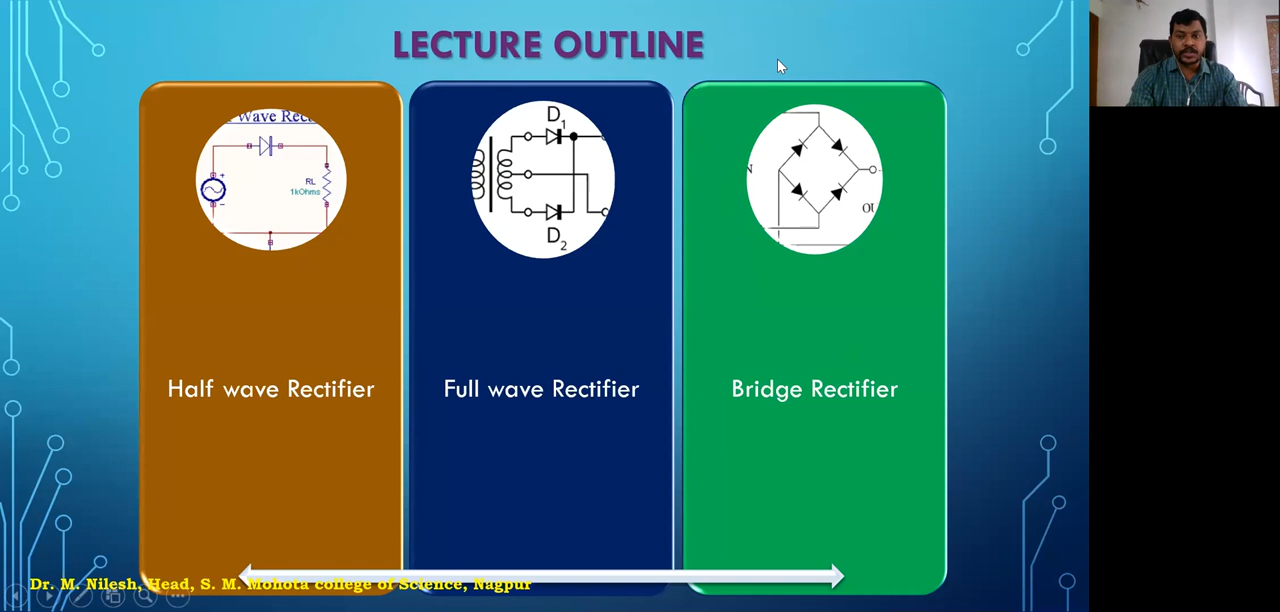 LECTURE OUTLINE
Wave Rect
RL
1kOhms
+
−
D1
D2
N
Half wave Rectifier
Full wave Rectifier
Bridge Rectifier
Dr. M. Nilesh, Head, S. M. Mohota college of Science, Nagpur